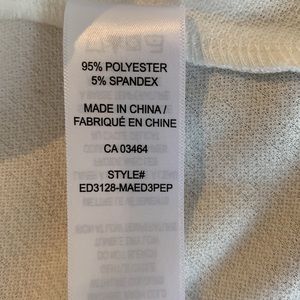 95% POLYESTER
5% SPANDEX
MADE IN CHINA /
FABRIQUÉ EN CHINE
CA 03464
STYLE#
ED3128-MAED3PEP